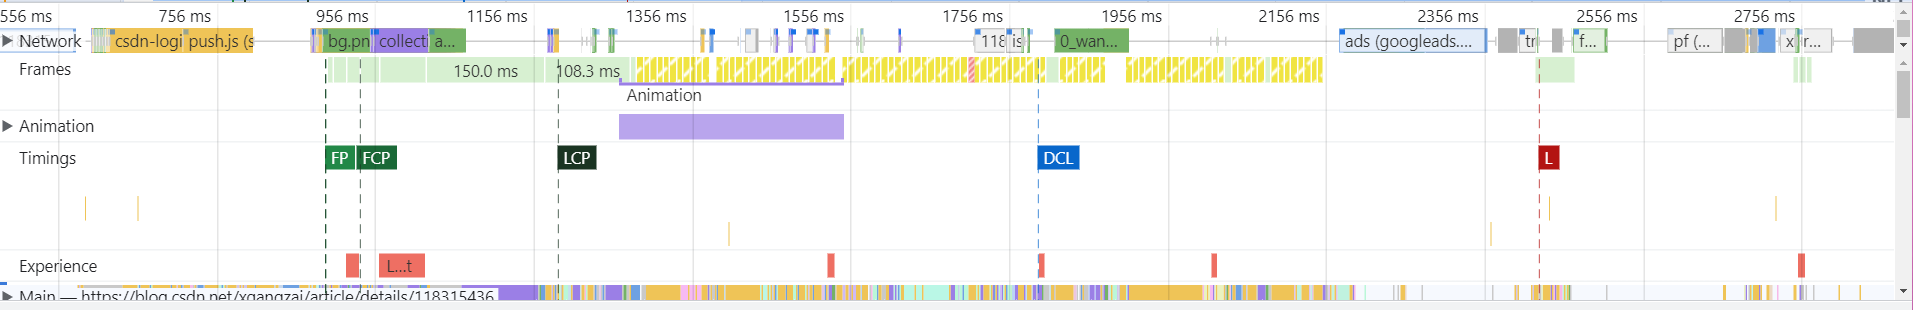 556 ms 756 ms 956 ms 1156 ms 1356 ms 1556 ms 1756 ms 1956 ms 2156 ms 2356 ms 2556 ms 2756 ms
Network csdn-logi push.js (s bg.pn collecti a... 118 is 0_wan... ads (googleads.... tr f... pf (... x r...
Frames 150.0 ms 108.3 ms
Animation
Animation
Timings FP FCP LCP DCL L
Experience L...t
Main — https://blog.csdn.net/xgangzai/article/details/118315436